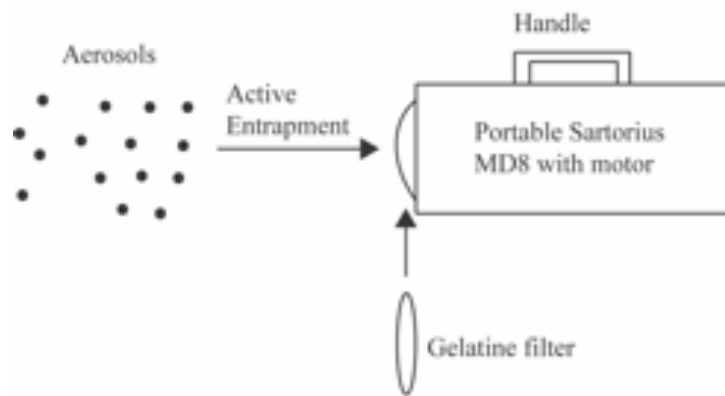 Handle
Aerosols
Active
Entrapment
Portable Sartorius
MD8 with motor
Gelatine filter